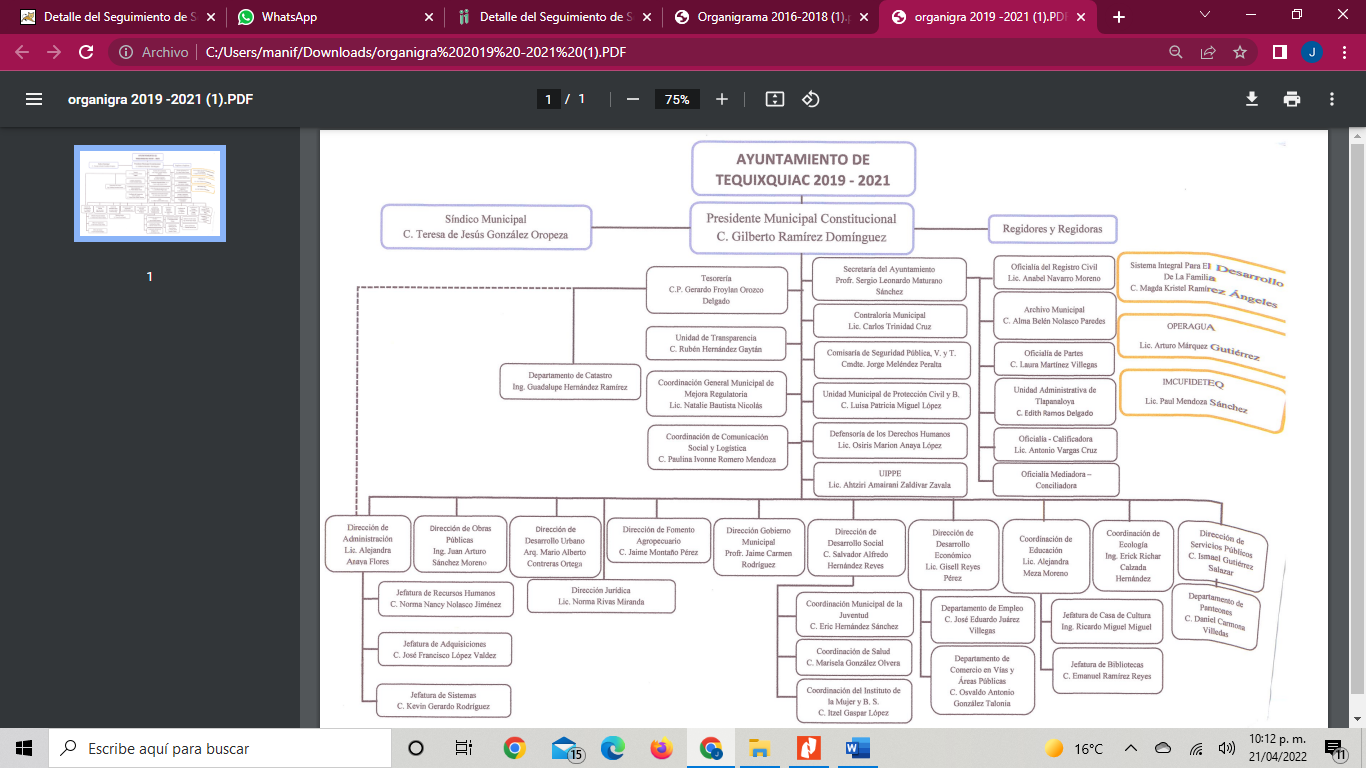 Detalle del Seguimiento de S
WhatsApp
Detalle del Seguimiento de S
Organigrama 2016-2018 (1).p
organigra 2019 -2021 (1).PDF
Archivo
C:/Users/manif/Downloads/organigra%202019%20-2021%20(1).PDF
J
organigra 2019 -2021 (1).PDF
1 / 1
75%
1
AYUNTAMIENTO DE
TEQUIXQUIAC 2019 - 2021
Síndico Municipal
C. Teresa de Jesús González Oropeza
Presidente Municipal Constitucional
C. Gilberto Ramírez Domínguez
Regidores y Regidoras
Tesorería
C.P. Gerardo Froylan Orozco
Delgado
Secretaría del Ayuntamiento
Profr. Sergio Leonardo Maturano
Sánchez
Oficialía del Registro Civil
Lic. Anabel Navarro Moreno
Sistema Integral Para El Desarrollo
De La Familia
C. Magda Kristel Ramírez Ángeles
Contraloría Municipal
Lic. Carlos Trinidad Cruz
Archivo Municipal
C. Alma Belén Nolasco Paredes
OPERAGUA
Lic. Arturo Márquez Gutiérrez
Unidad de Transparencia
C. Rubén Hernández Gaytán
Comisaría de Seguridad Pública, V. y T.
Cmdte. Jorge Meléndez Peralta
Oficialía de Partes
C. Laura Martínez Villegas
Departamento de Catastro
Ing. Guadalupe Hernández Ramírez
Coordinación General Municipal de
Mejora Regulatoria
Lic. Natalie Bautista Nicolás
Unidad Municipal de Protección Civil y B.
C. Luisa Patricia Miguel López
Unidad Administrativa de
Tlapanaloya
C. Edith Ramos Delgado
IMCUFIDETEQ
Lic. Paul Mendoza Sánchez
Coordinación de Comunicación
Social y Logística
C. Paulina Ivonne Romero Mendoza
Defensoría de los Derechos Humanos
Lic. Osiris Marion Anaya López
Oficialía - Calificadora
Lic. Antonio Vargas Cruz
UIPPE
Lic. Ahtziri Amairani Zaldívar Zavala
Oficialía Mediadora –
Conciliadora
Dirección de
Administración
Lic. Alejandra
Anaya Flores
Dirección de Obras
Públicas
Ing. Juan Arturo
Sánchez Moreno
Dirección de
Desarrollo Urbano
Arq. Mario Alberto
Contreras Ortega
Dirección de Fomento
Agropecuario
C. Jaime Montaño Pérez
Dirección Gobierno
Municipal
Profr. Jaime Carmen
Rodríguez
Dirección de
Desarrollo Social
C. Salvador Alfredo
Hernández Reyes
Dirección de
Desarrollo
Económico
Lic. Gisell Reyes
Pérez
Coordinación de
Educación
Lic. Alejandra
Meza Moreno
Coordinación de
Ecología
Ing. Erick Richar
Calzada
Hernández
Dirección de
Servicios Públicos
C. Ismael Gutiérrez
Salazar
Jefatura de Recursos Humanos
C. Norma Nancy Nolasco Jiménez
Dirección Jurídica
Lic. Norma Rivas Miranda
Coordinación Municipal de la
Juventud
C. Eric Hernández Sánchez
Departamento de Empleo
C. José Eduardo Juárez
Villegas
Jefatura de Casa de Cultura
Ing. Ricardo Miguel Miguel
Departamento de
Panteones
C. Daniel Carmona
Villedas
Jefatura de Adquisiciones
C. José Francisco López Valdez
Coordinación de Salud
C. Marisela González Olvera
Departamento de
Comercio en Vías y
Áreas Públicas
C. Osvaldo Antonio
González Talonia
Jefatura de Bibliotecas
C. Emanuel Ramírez Reyes
Jefatura de Sistemas
C. Kevin Gerardo Rodríguez
Coordinación del Instituto de
la Mujer y B. S.
C. Itzel Gaspar López
Escribe aquí para buscar
15
16°C
10:12 p. m.
21/04/2022
11